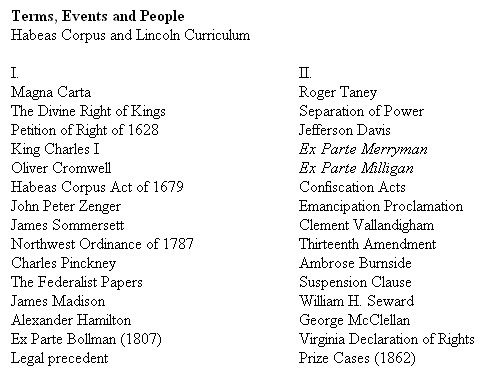 Terms, Events and People
Habeas Corpus and Lincoln Curriculum
I.
Magna Carta
The Divine Right of Kings
Petition of Right of 1628
King Charles I
Oliver Cromwell
Habeas Corpus Act of 1679
John Peter Zenger
James Sommersett
Northwest Ordinance of 1787
Charles Pinckney
The Federalist Papers
James Madison
Alexander Hamilton
Ex Parte Bollman (1807)
Legal precedent
II.
Roger Taney
Separation of Power
Jefferson Davis
Ex Parte Merryman
Ex Parte Milligan
Confiscation Acts
Emancipation Proclamation
Clement Vallandigham
Thirteenth Amendment
Ambrose Burnside
Suspension Clause
William H. Seward
George McClellan
Virginia Declaration of Rights
Prize Cases (1862)